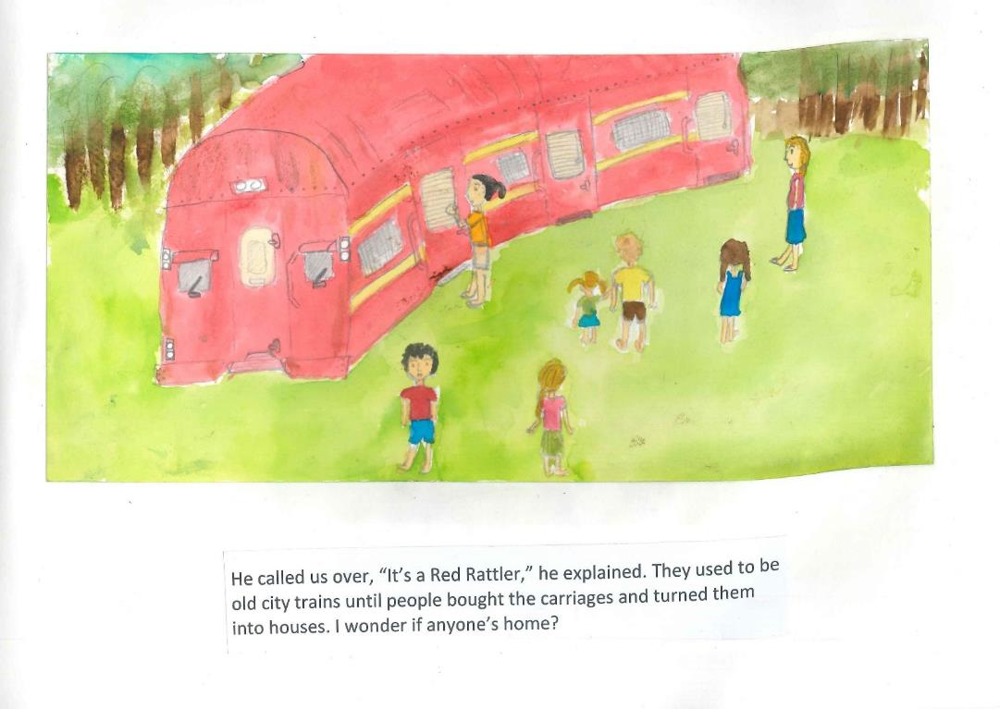 He called us over, “It’s a Red Rattler,” he explained. They used to be
old city trains until people bought the carriages and turned them
into houses. I wonder if anyone’s home?